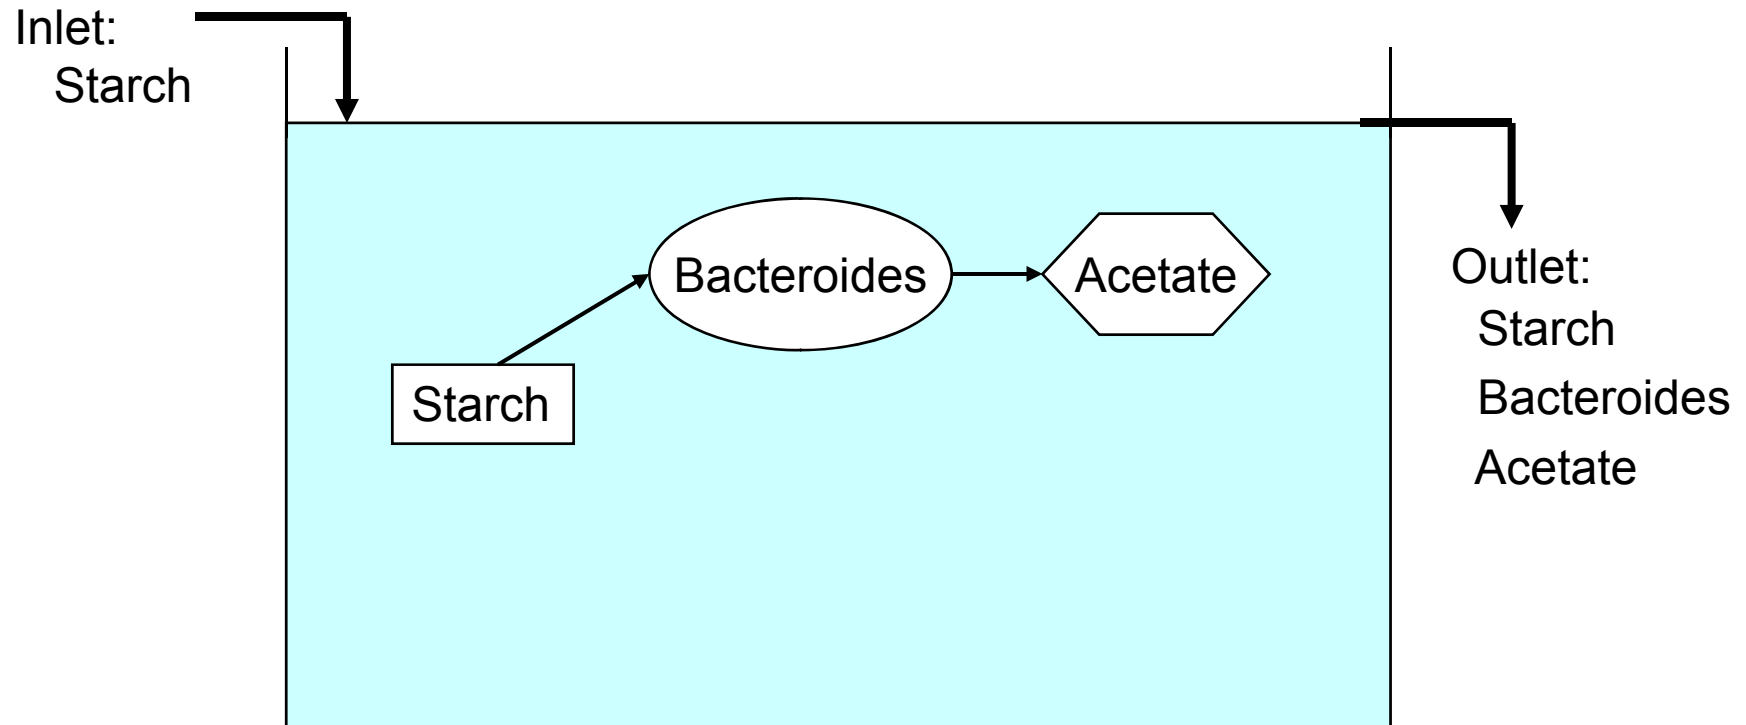 Inlet:
Starch
Bacteroides
Acetate
Starch
Outlet:
Starch
Bacteroides
Acetate